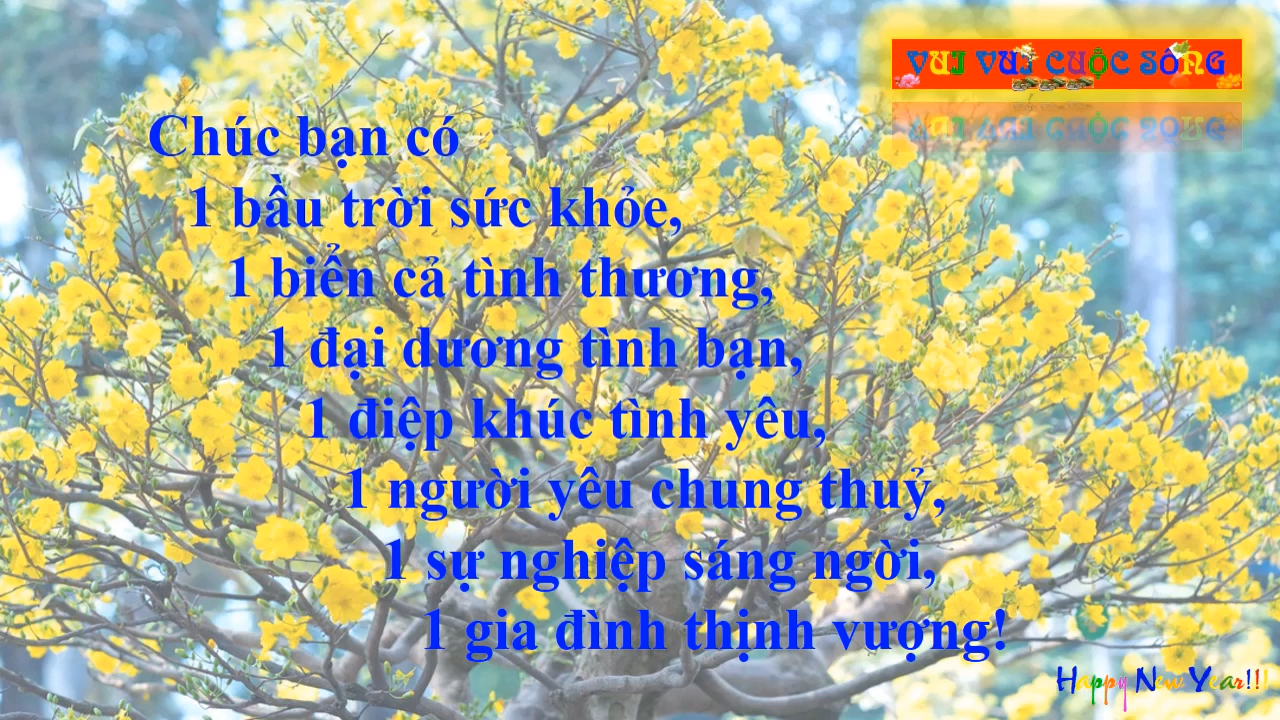 VUI VUI CUỘC SỐNG
Chúc bạn có
1 bầu trời sức khỏe,
1 biển cả tình thương,
1 đại dương tình bạn,
1 điệp khúc tình yêu,
1 người yêu chung thuỷ,
1 sự nghiệp sáng ngời,
1 gia đình thịnh vượng!
Happy New Year!!!